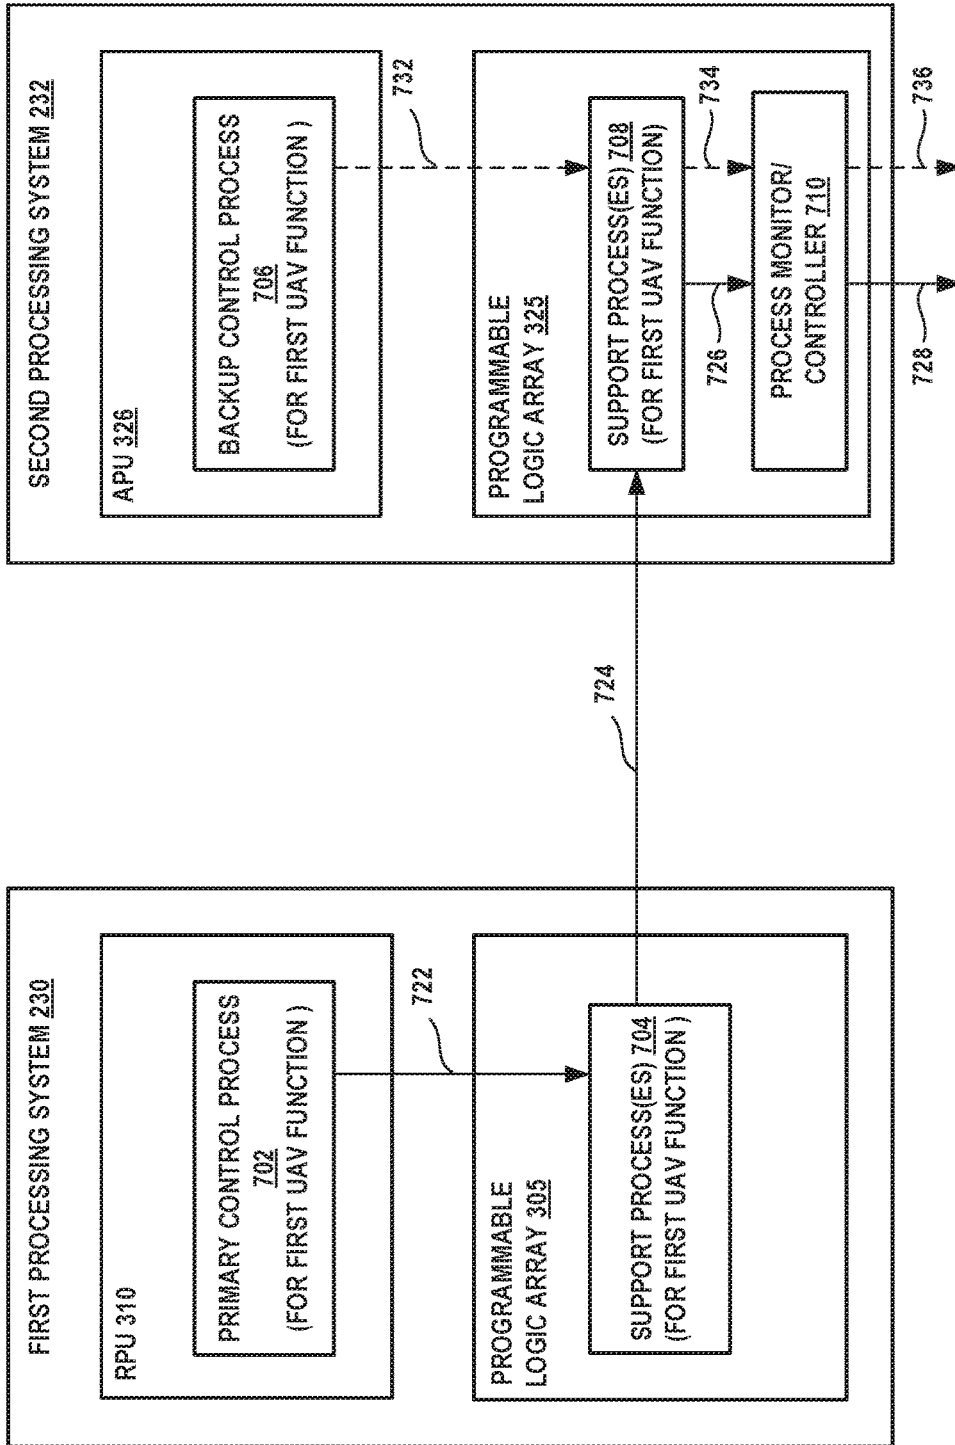 FIRST PROCESSING SYSTEM 230
RPU 310
PRIMARY CONTROL PROCESS
702
(FOR FIRST UAV FUNCTION )
722
PROGRAMMABLE
LOGIC ARRAY 305
SUPPORT PROCESS(ES) 704
(FOR FIRST UAV FUNCTION )
724
SECOND PROCESSING SYSTEM 232
APU 326
BACKUP CONTROL PROCESS
706
(FOR FIRST UAV FUNCTION )
732
PROGRAMMABLE
LOGIC ARRAY 325
SUPPORT PROCESS(ES) 708
(FOR FIRST UAV FUNCTION)
726
734
PROCESS MONITOR/
CONTROLLER 710
728
736